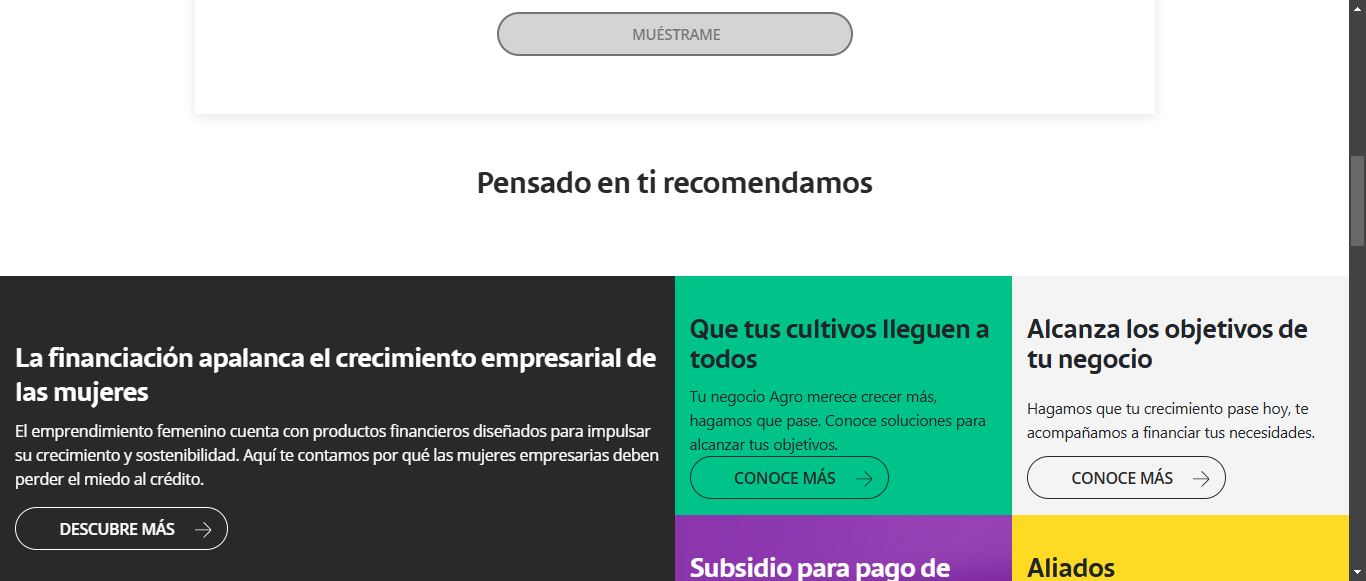 MUÉSTRAME
Pensado en ti recomendamos
La financiación apalanca el crecimiento empresarial de
las mujeres
El emprendimiento femenino cuenta con productos financieros diseñados para impulsar
su crecimiento y sostenibilidad. Aquí te contamos por qué las mujeres empresarias deben
perder el miedo al crédito.
DESCUBRE MÁS
Que tus cultivos lleguen a
todos
Tu negocio Agro merece crecer más,
hagamos que pase. Conoce soluciones para
alcanzar tus objetivos.
CONOCE MÁS
Alcanza los objetivos de
tu negocio
Hagamos que tu crecimiento pase hoy, te
acompañamos a financiar tus necesidades.
CONOCE MÁS
Subsidio para pago de
Aliados